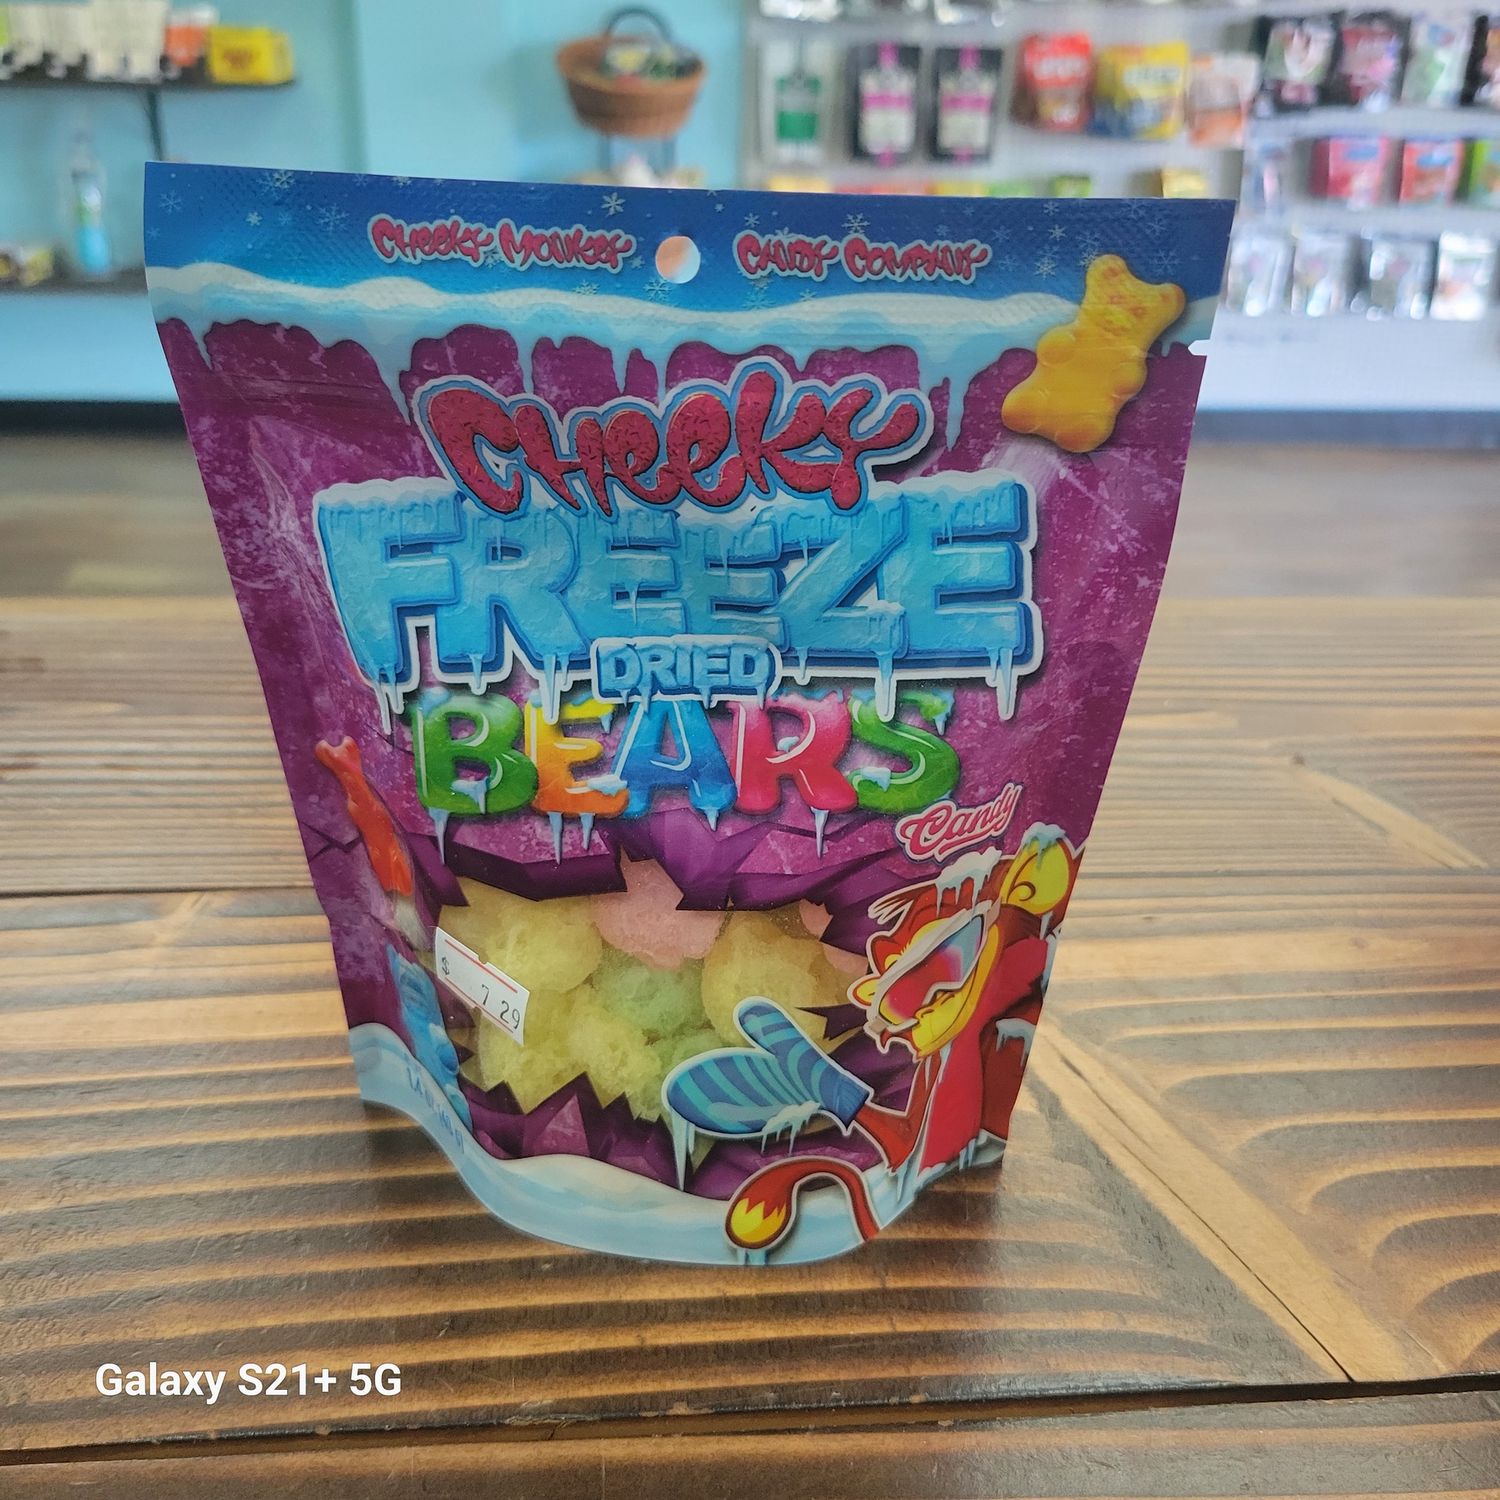 Cheeky Monkey Candy Company
Cheeky
FREEZE
DRIED
BEARS
Candy
$ 7 29
Galaxy S21+ 5G